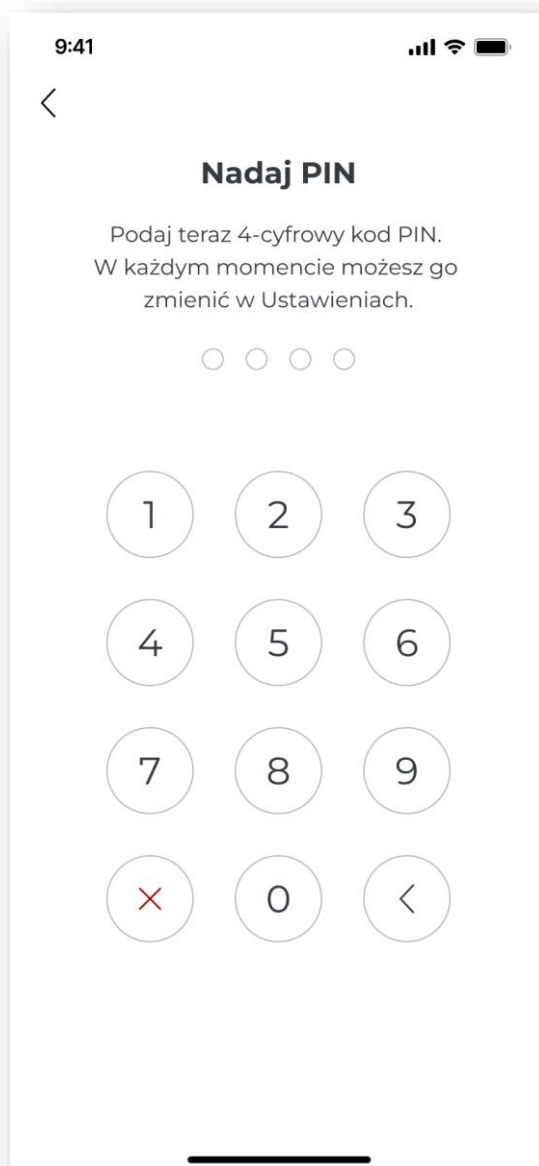 9:41
Nadaj PIN
Podaj teraz 4-cyfrowy kod PIN.
W każdym momencie możesz go
zmienić w Ustawieniach.
1 2 3
4 5 6
7 8 9
0